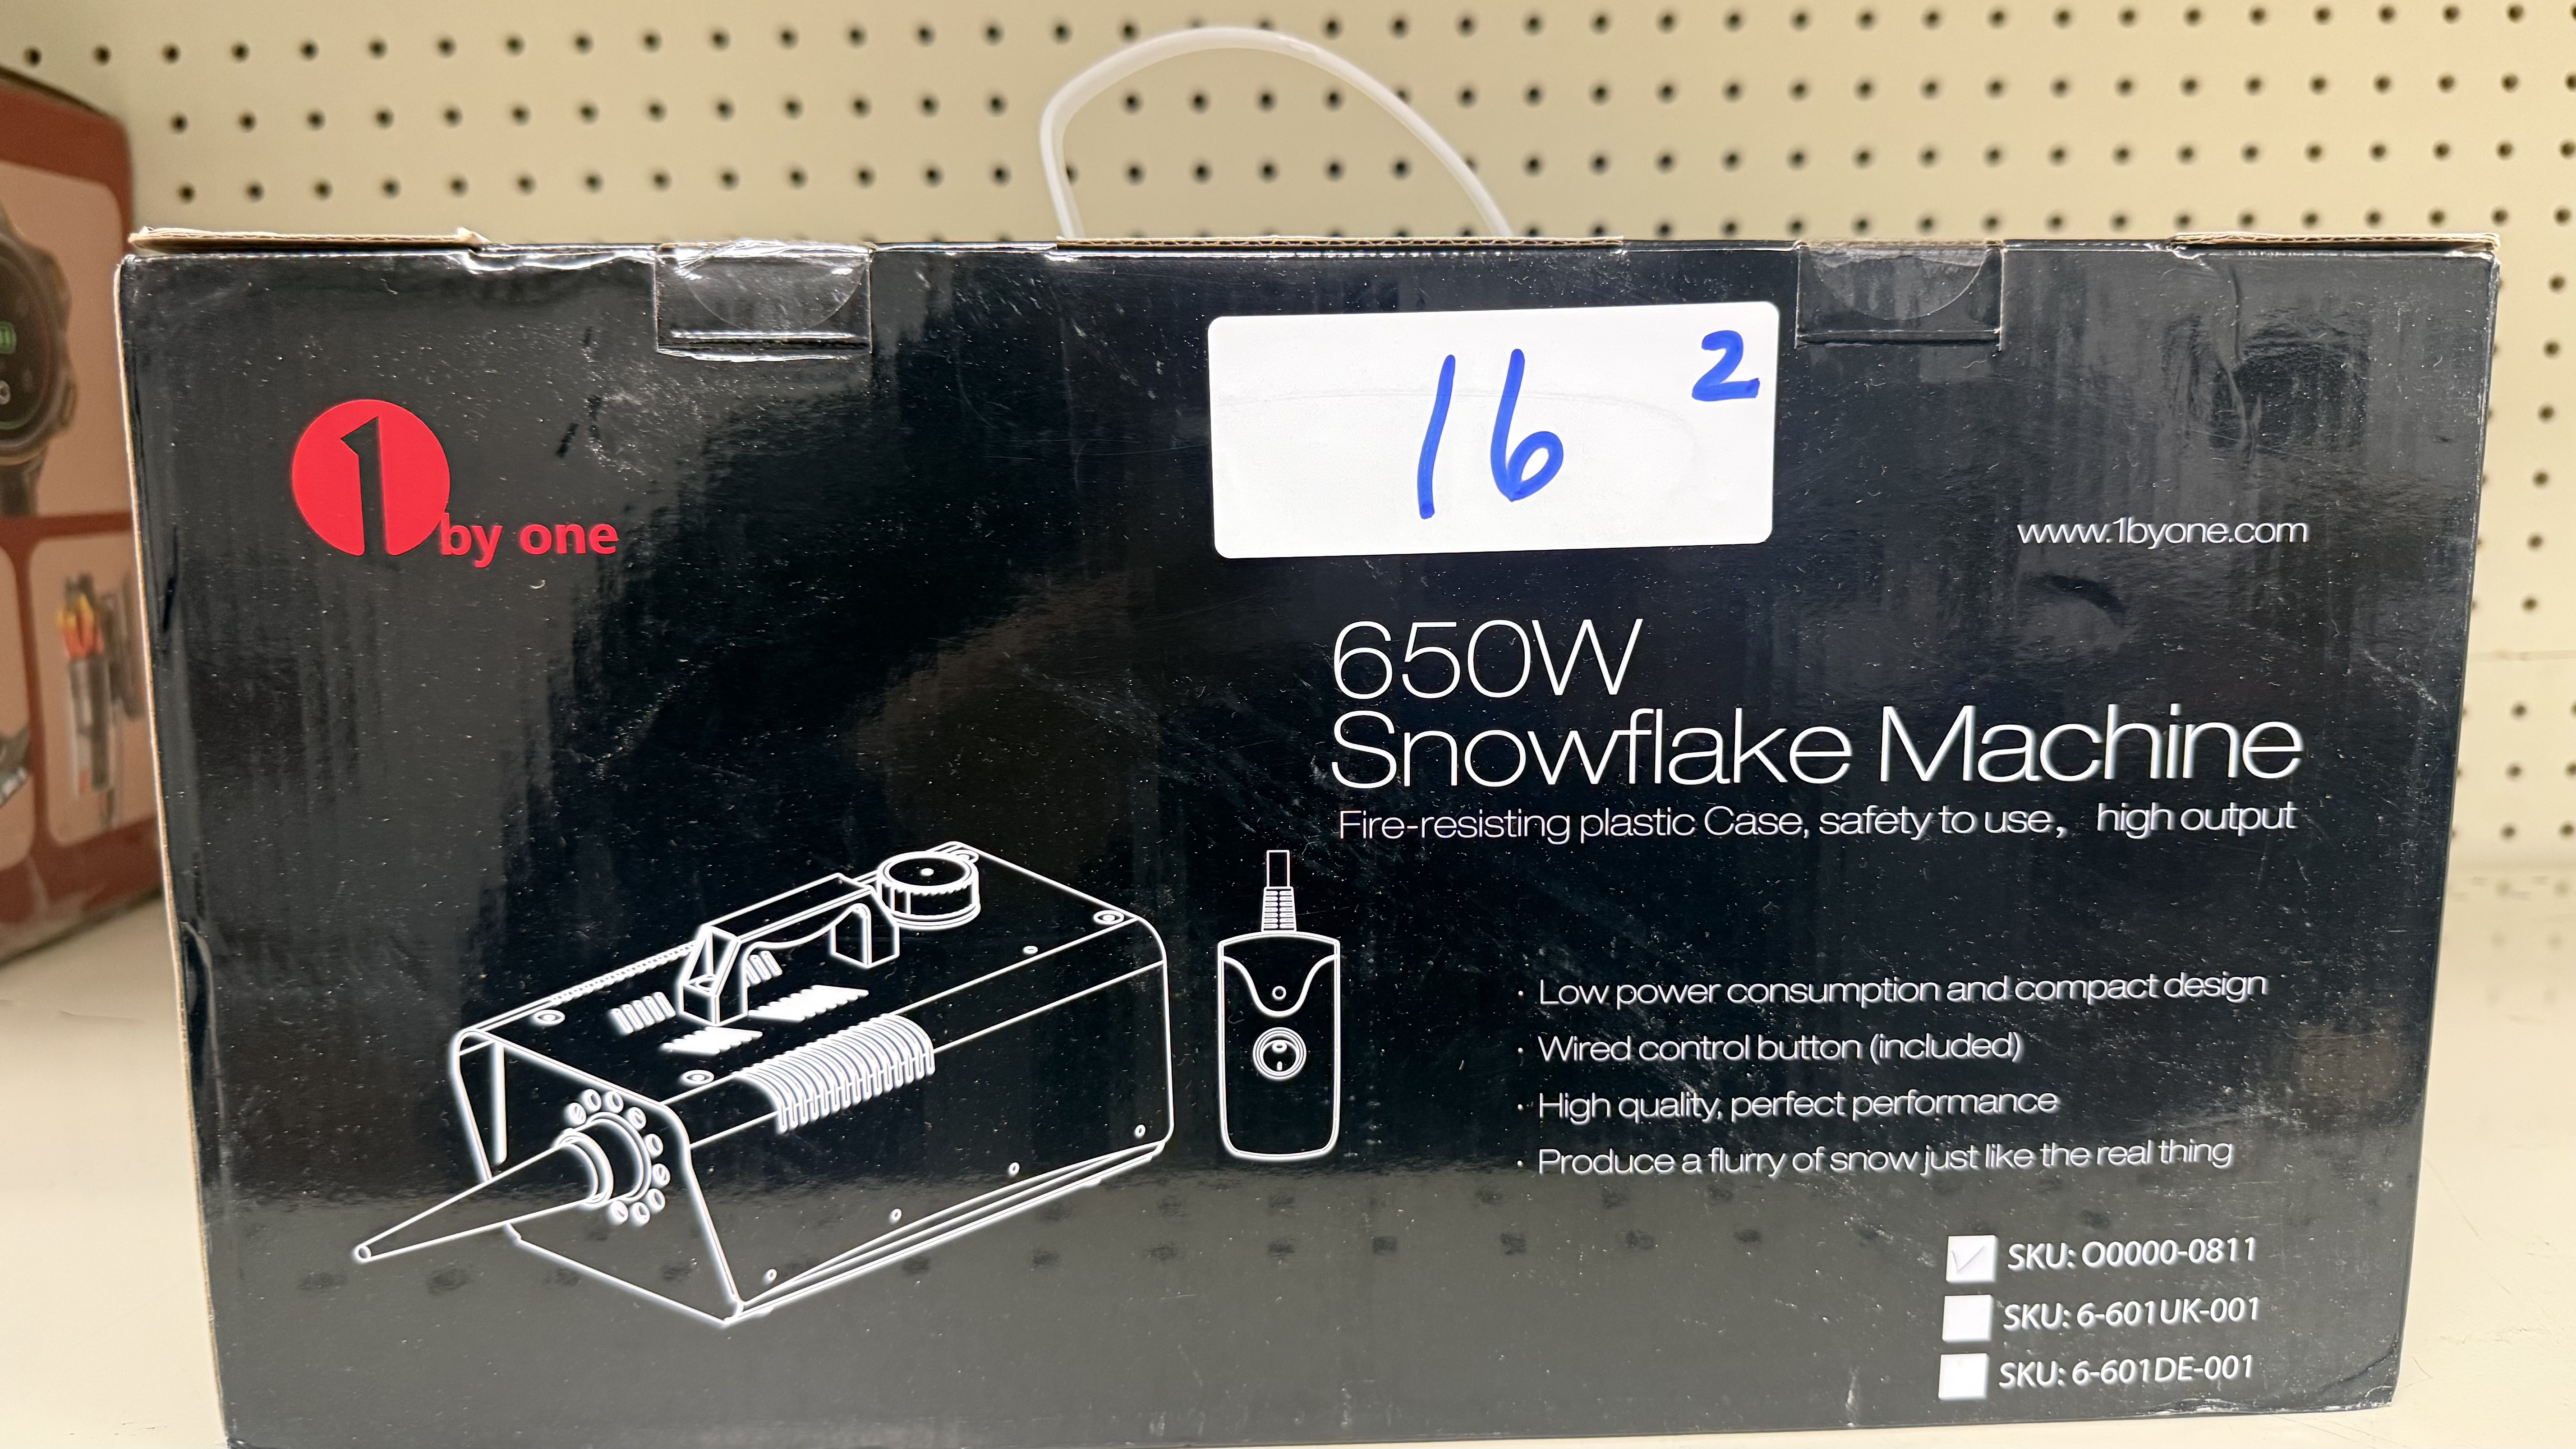 16 2
1 by one
www.1byone.com
650W
Snowflake Machine
Fire-resisting plastic Case, safety to use, high output
· Low power consumption and compact design
· Wired control button (included)
· High quality, perfect performance
· Produce a flurry of snow just like the real thing
SKU: O0000-0811
SKU: 6-601UK-001
SKU: 6-601DE-001